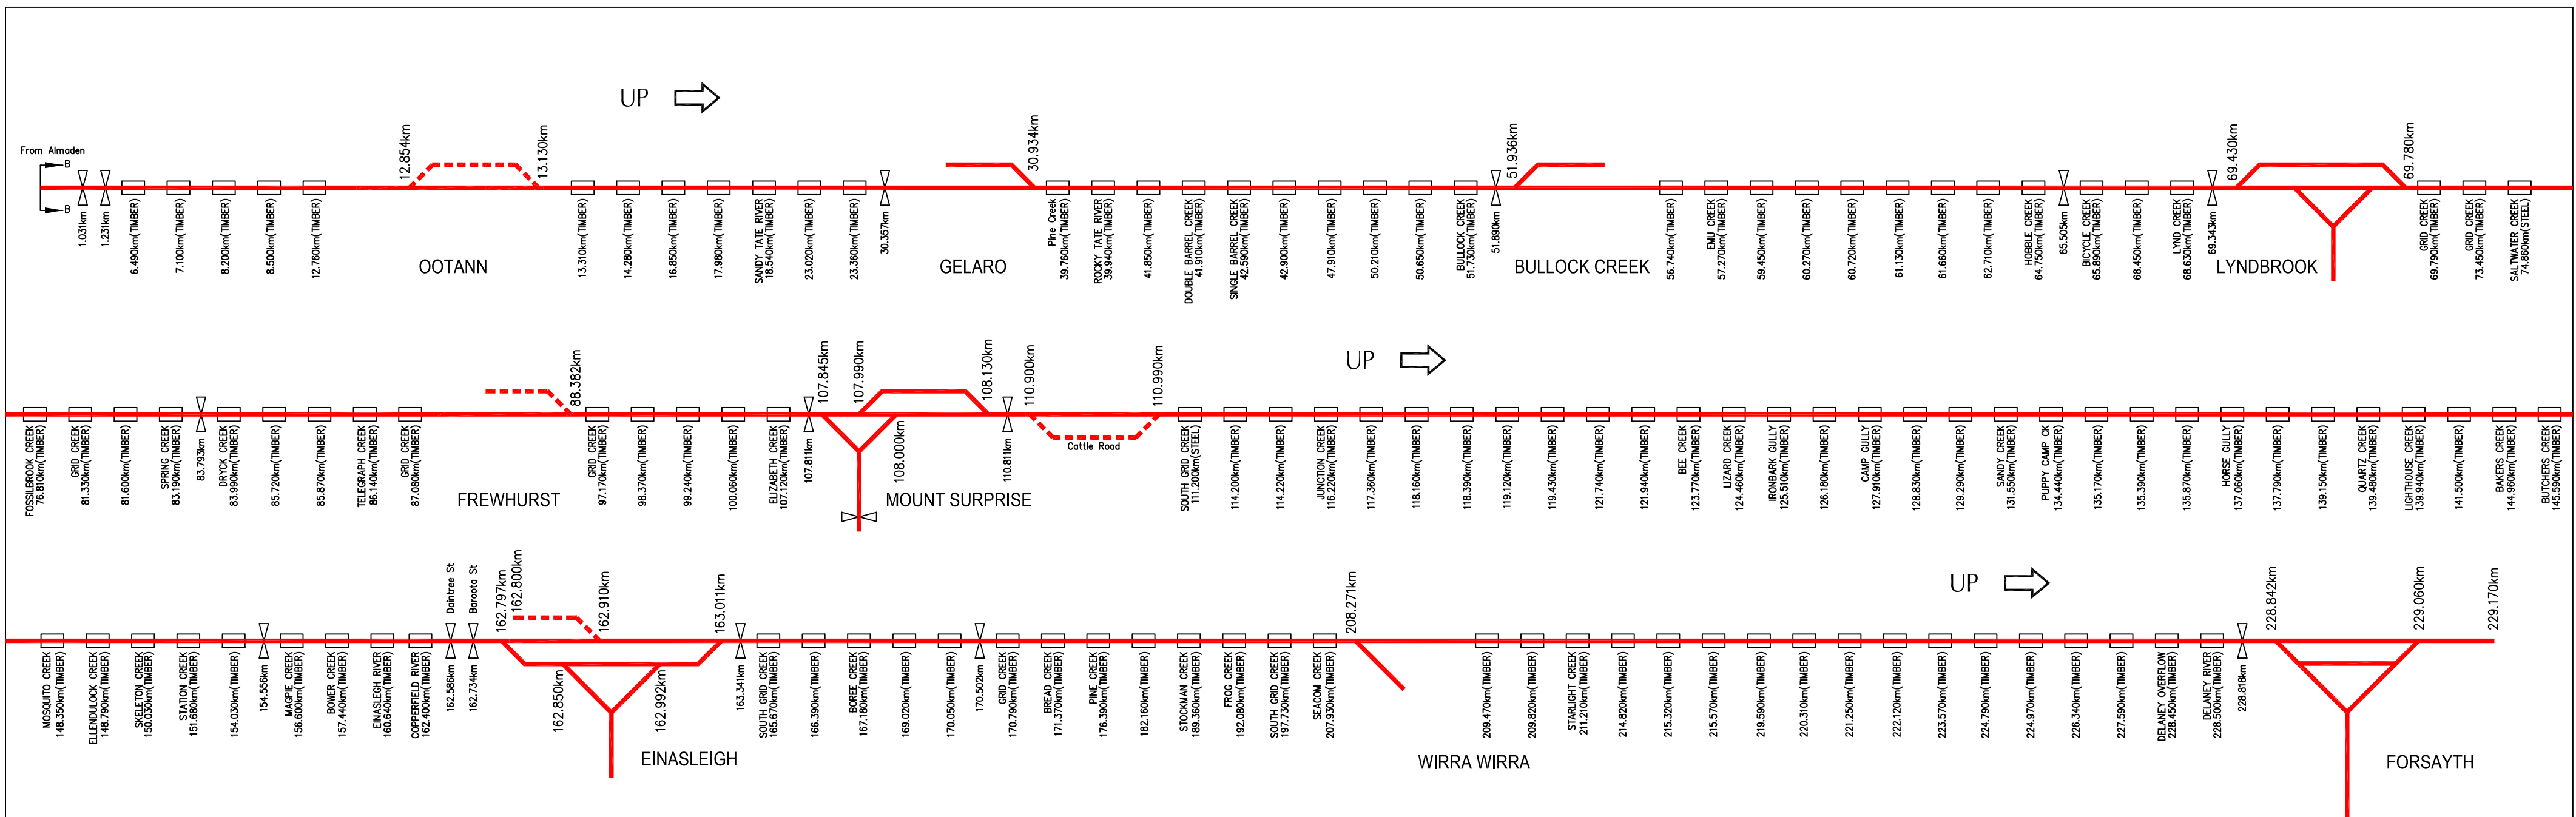 UP
From Almaden
B
B
1.031km
1.231km
6.490km(TIMBER)
7.100km(TIMBER)
8.200km(TIMBER)
8.500km(TIMBER)
12.760km(TIMBER)
12.854km
OOTANN
13.130km
13.310km(TIMBER)
14.280km(TIMBER)
16.850km(TIMBER)
17.980km(TIMBER)
SANDY TATE RIVER
18.540km(TIMBER)
23.020km(TIMBER)
23.360km(TIMBER)
30.357km
GELARO
30.934km
Pine Creek
39.760km(TIMBER)
ROCKY TATE RIVER
39.940km(TIMBER)
41.850km(TIMBER)
DOUBLE BARREL CREEK
41.910km(TIMBER)
SINGLE BARREL CREEK
42.590km(TIMBER)
42.900km(TIMBER)
47.910km(TIMBER)
50.210km(TIMBER)
50.650km(TIMBER)
BULLOCK CREEK
51.730km(TIMBER)
51.890km
51.936km
BULLOCK CREEK
56.740km(TIMBER)
EMU CREEK
57.270km(TIMBER)
59.450km(TIMBER)
60.270km(TIMBER)
60.720km(TIMBER)
61.130km(TIMBER)
61.660km(TIMBER)
62.710km(TIMBER)
HOBBLE CREEK
64.750km(TIMBER)
65.505km
BICYCLE CREEK
65.890km(TIMBER)
68.450km(TIMBER)
LYND CREEK
68.630km(TIMBER)
69.343km
69.430km
LYNDBROOK
69.780km
GRID CREEK
69.790km(TIMBER)
GRID CREEK
73.450km(TIMBER)
SALTWATER CREEK
74.860km(STEEL)
UP
FOSSILBROOK CREEK
76.810km(TIMBER)
GRID CREEK
81.330km(TIMBER)
81.600km(TIMBER)
SPRING CREEK
83.190km(TIMBER)
83.793km
DRYCK CREEK
83.990km(TIMBER)
85.720km(TIMBER)
85.870km(TIMBER)
TELEGRAPH CREEK
86.140km(TIMBER)
GRID CREEK
87.080km(TIMBER)
FREWHURST
88.382km
GRID CREEK
97.170km(TIMBER)
98.370km(TIMBER)
99.240km(TIMBER)
100.060km(TIMBER)
ELIZABETH CREEK
107.120km(TIMBER)
107.811km
107.845km
107.990km
108.000km
MOUNT SURPRISE
108.130km
110.811km
110.900km
Cattle Road
110.990km
SOUTH GRID CREEK
111.200km(STEEL)
114.200km(TIMBER)
114.220km(TIMBER)
JUNCTION CREEK
116.220km(TIMBER)
117.360km(TIMBER)
118.160km(TIMBER)
118.390km(TIMBER)
119.120km(TIMBER)
119.430km(TIMBER)
121.740km(TIMBER)
121.940km(TIMBER)
BEE CREEK
123.770km(TIMBER)
LIZARD CREEK
124.460km(TIMBER)
IRONBARK GULLY
125.510km(TIMBER)
126.180km(TIMBER)
CAMP GULLY
127.910km(TIMBER)
128.830km(TIMBER)
129.290km(TIMBER)
SANDY CREEK
131.550km(TIMBER)
PUPPY CAMP CK
134.440km(TIMBER)
135.170km(TIMBER)
135.390km(TIMBER)
135.870km(TIMBER)
HORSE GULLY
137.060km(TIMBER)
137.790km(TIMBER)
139.150km(TIMBER)
QUARTZ CREEK
139.480km(TIMBER)
LIGHTHOUSE CREEK
139.940km(TIMBER)
141.500km(TIMBER)
BAKERS CREEK
144.960km(TIMBER)
BUTCHERS CREEK
145.590km(TIMBER)
UP
MOSQUITO CREEK
148.350km(TIMBER)
ELLENDULOCK CREEK
148.790km(TIMBER)
SKELETON CREEK
150.030km(TIMBER)
STATION CREEK
151.680km(TIMBER)
154.030km(TIMBER)
154.556km
MAGPIE CREEK
156.600km(TIMBER)
BOWER CREEK
157.440km(TIMBER)
EINASLEIGH RIVER
160.640km(TIMBER)
COPPERFIELD RIVER
162.400km(TIMBER)
162.586km
Daintree St
162.734km
Baroota St
162.797km
162.800km
162.850km
162.910km
162.992km
EINASLEIGH
163.011km
163.341km
SOUTH GRID CREEK
165.670km(TIMBER)
166.390km(TIMBER)
BOREE CREEK
167.180km(TIMBER)
169.020km(TIMBER)
170.050km(TIMBER)
170.502km
GRID CREEK
170.790km(TIMBER)
BREAD CREEK
171.370km(TIMBER)
PINE CREEK
176.390km(TIMBER)
182.160km(TIMBER)
STOCKMAN CREEK
189.360km(TIMBER)
FROG CREEK
192.080km(TIMBER)
SOUTH GRID CREEK
197.730km(TIMBER)
SEACOM CREEK
207.930km(TIMBER)
208.271km
WIRRA WIRRA
209.470km(TIMBER)
209.820km(TIMBER)
STARLIGHT CREEK
211.210km(TIMBER)
214.820km(TIMBER)
215.320km(TIMBER)
215.570km(TIMBER)
219.590km(TIMBER)
220.310km(TIMBER)
221.250km(TIMBER)
222.120km(TIMBER)
223.570km(TIMBER)
224.790km(TIMBER)
224.970km(TIMBER)
226.340km(TIMBER)
227.590km(TIMBER)
DELANEY OVERFLOW
228.450km(TIMBER)
DELANEY RIVER
228.500km(TIMBER)
228.818km
228.842km
229.060km
FORSAYTH
229.170km